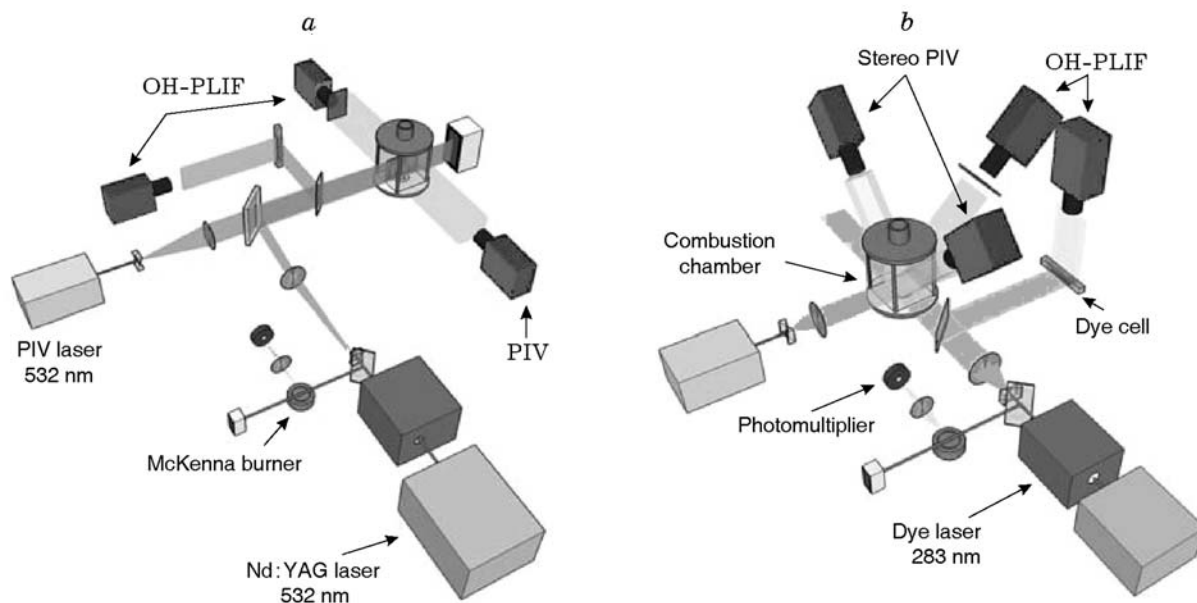 a
OH-PLIF
PIV laser
532 nm
PIV
McKenna burner
Nd:YAG laser
532 nm
b
Stereo PIV
OH-PLIF
Combustion
chamber
Dye cell
Photomultiplier
Dye laser
283 nm